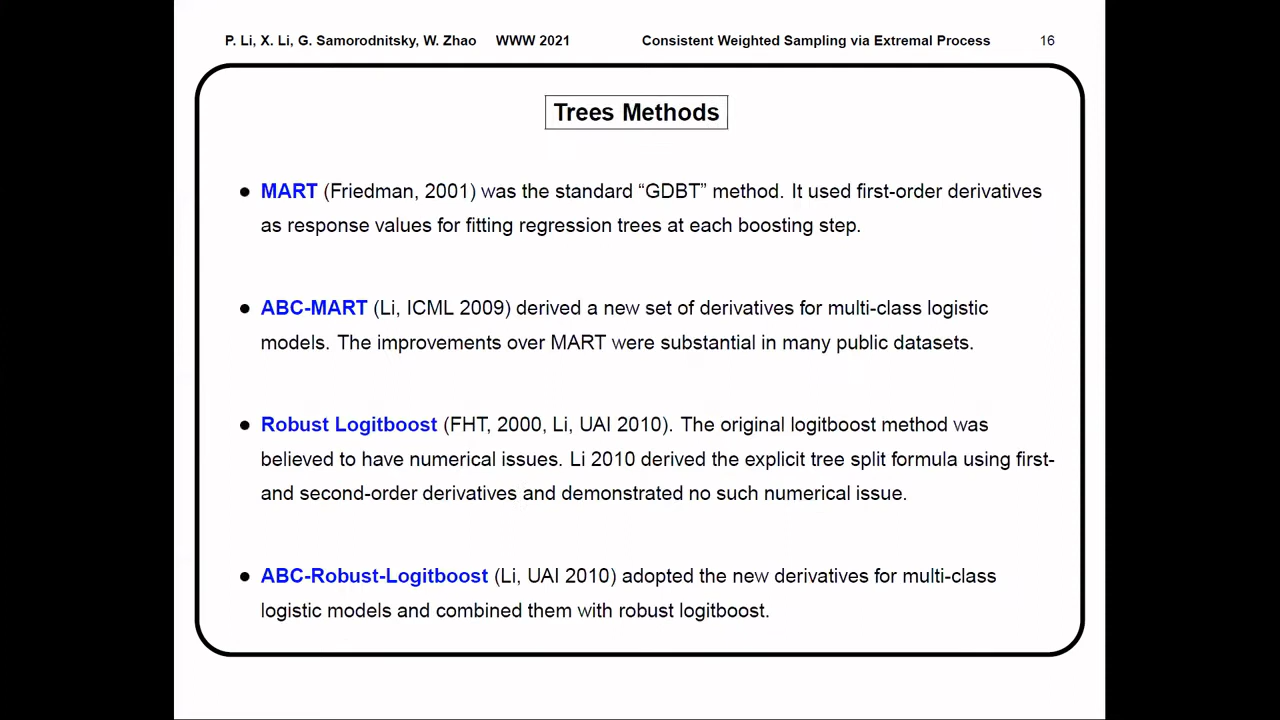 P. Li, X. Li, G. Samorodnitsky, W. Zhao WWW 2021 Consistent Weighted Sampling via Extremal Process 16
Trees Methods
● MART (Friedman, 2001) was the standard “GDBT” method. It used first-order derivatives
as response values for fitting regression trees at each boosting step.
● ABC-MART (Li, ICML 2009) derived a new set of derivatives for multi-class logistic
models. The improvements over MART were substantial in many public datasets.
● Robust Logitboost (FHT, 2000, Li, UAI 2010). The original logitboost method was
believed to have numerical issues. Li 2010 derived the explicit tree split formula using first-
and second-order derivatives and demonstrated no such numerical issue.
● ABC-Robust-Logitboost (Li, UAI 2010) adopted the new derivatives for multi-class
logistic models and combined them with robust logitboost.